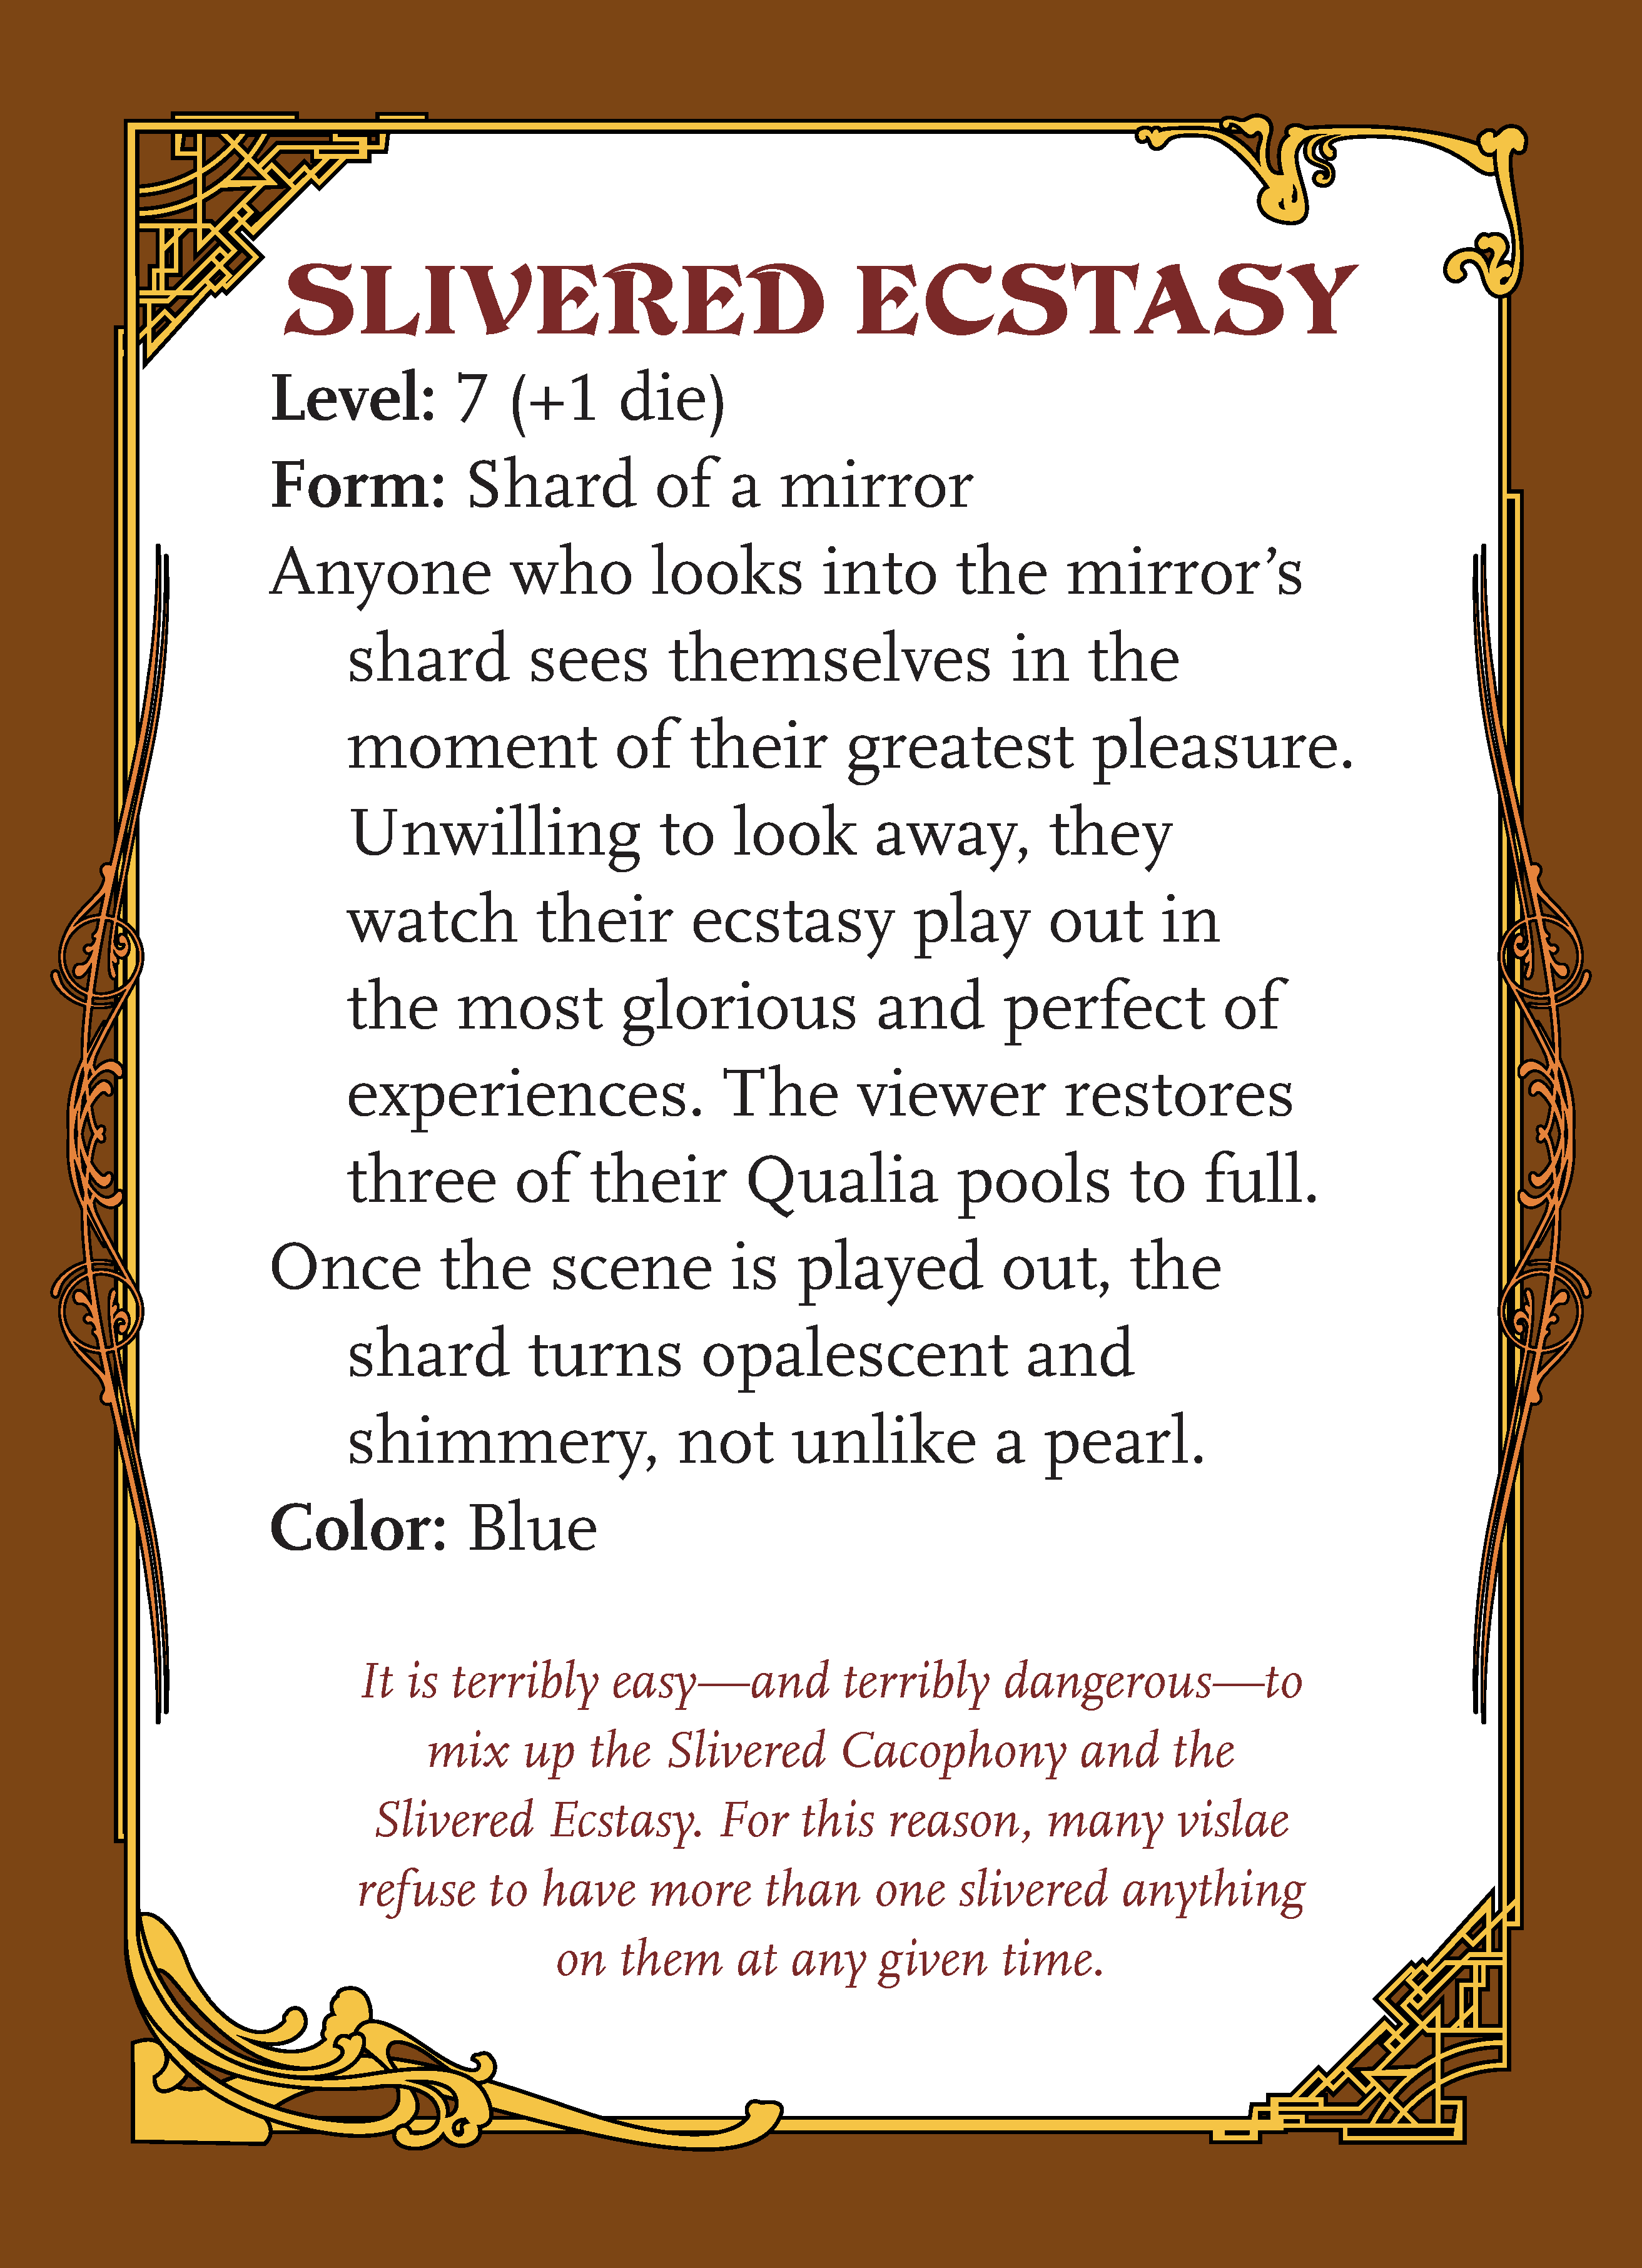 SLIVERED ECSTASY
Level: 7 (+1 die)
Form: Shard of a mirror
Anyone who looks into the mirror’s
shard sees themselves in the
moment of their greatest pleasure.
Unwilling to look away, they
watch their ecstasy play out in
the most glorious and perfect of
experiences. The viewer restores
three of their Qualia pools to full.
Once the scene is played out, the
shard turns opalescent and
shimmery, not unlike a pearl.
Color: Blue
It is terribly easy—and terribly dangerous—to
mix up the Slivered Cacophony and the
Slivered Ecstasy. For this reason, many vislae
refuse to have more than one slivered anything
on them at any given time.